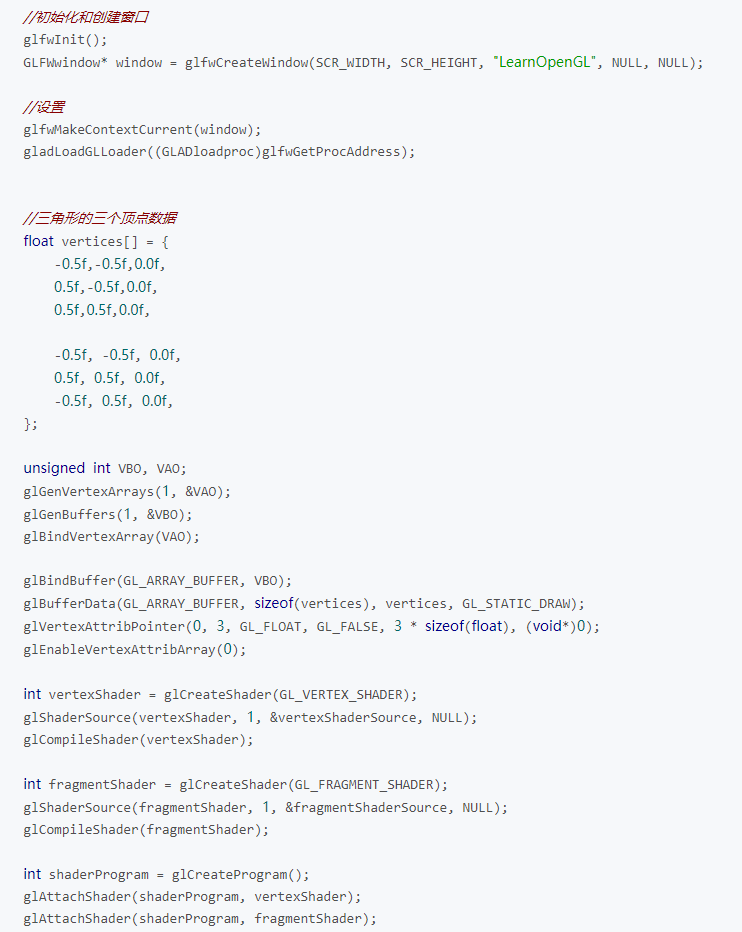 //初始化和创建窗口
glfwInit();
GLFWwindow* window = glfwCreateWindow(SCR_WIDTH, SCR_HEIGHT, "LearnOpenGL", NULL, NULL);
//设置
glfwMakeContextCurrent(window);
gladLoadGLLoader((GLADloadproc)glfwGetProcAddress);
//三角形的三个顶点数据
float vertices[] = {
-0.5f,-0.5f,0.0f,
0.5f,-0.5f,0.0f,
0.5f,0.5f,0.0f,
-0.5f, -0.5f, 0.0f,
0.5f, 0.5f, 0.0f,
-0.5f, 0.5f, 0.0f,
};
unsigned int VBO, VAO;
glGenVertexArrays(1, &VAO);
glGenBuffers(1, &VBO);
glBindVertexArray(VAO);
glBindBuffer(GL_ARRAY_BUFFER, VBO);
glBufferData(GL_ARRAY_BUFFER, sizeof(vertices), vertices, GL_STATIC_DRAW);
glVertexAttribPointer(0, 3, GL_FLOAT, GL_FALSE, 3 * sizeof(float), (void*)0);
glEnableVertexAttribArray(0);
int vertexShader = glCreateShader(GL_VERTEX_SHADER);
glShaderSource(vertexShader, 1, &vertexShaderSource, NULL);
glCompileShader(vertexShader);
int fragmentShader = glCreateShader(GL_FRAGMENT_SHADER);
glShaderSource(fragmentShader, 1, &fragmentShaderSource, NULL);
glCompileShader(fragmentShader);
int shaderProgram = glCreateProgram();
glAttachShader(shaderProgram, vertexShader);
glAttachShader(shaderProgram, fragmentShader);